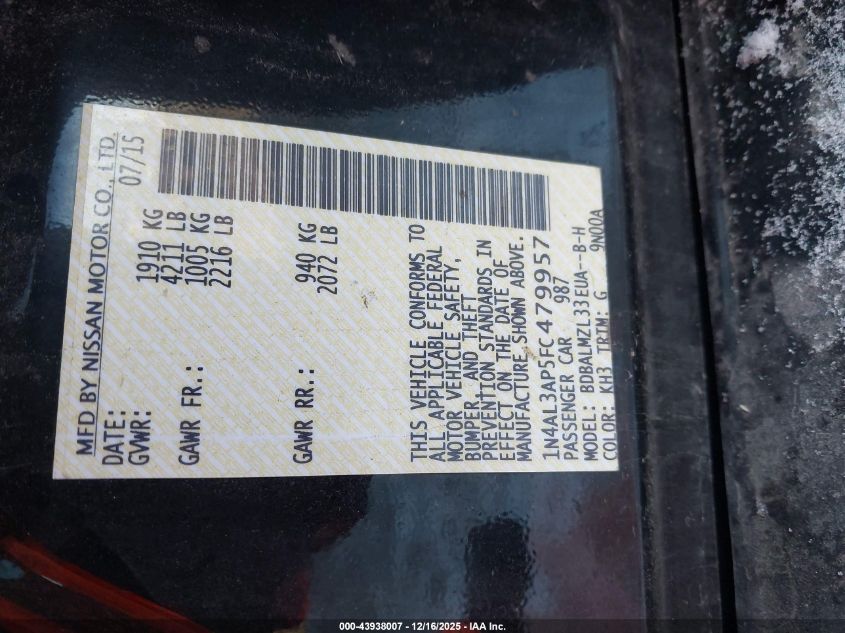 MFD BY NISSAN MOTOR CO., LTD.
DATE: 07/15
GVWR: 1910 KG
4211 LB
GAWR FR.: 1005 KG
2216 LB
GAWR RR.: 940 KG
2072 LB
THIS VEHICLE CONFORMS TO
ALL APPLICABLE FEDERAL
MOTOR VEHICLE SAFETY,
BUMPER, AND THEFT
PREVENTION STANDARDS IN
EFFECT ON THE DATE OF
MANUFACTURE SHOWN ABOVE.
1N4AL3AP5FC479957
PASSENGER CAR 987
MODEL: BDBALMZL33EUA--B-H
COLOR: KH3 TRIM: G 9N00A
000-43938007 - 12/16/2025 - IAA Inc.